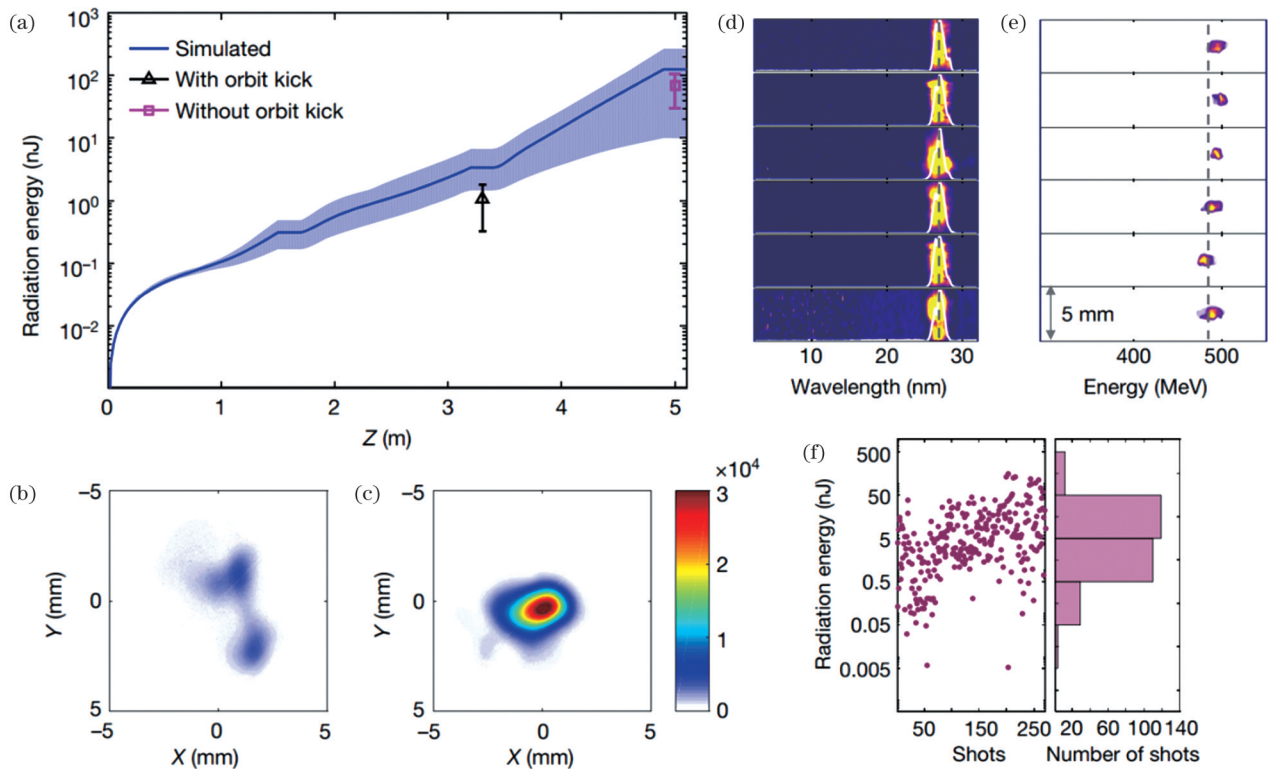 (a)
10³
10²
10¹
10⁰
10⁻¹
10⁻²
Radiation energy (nJ)
Simulated
With orbit kick
Without orbit kick
0
1
2
3
4
5
Z (m)
(b)
−5
0
5
Y (mm)
−5
0
5
X (mm)
(c)
−5
0
5
Y (mm)
−5
0
5
X (mm)
×10⁴
3
2
1
0
(d)
10
20
30
Wavelength (nm)
(e)
5 mm
400
500
Energy (MeV)
(f)
500
50
5
0.5
0.05
0.005
Radiation energy (nJ)
50
150
250
Shots
20
60
100
140
Number of shots